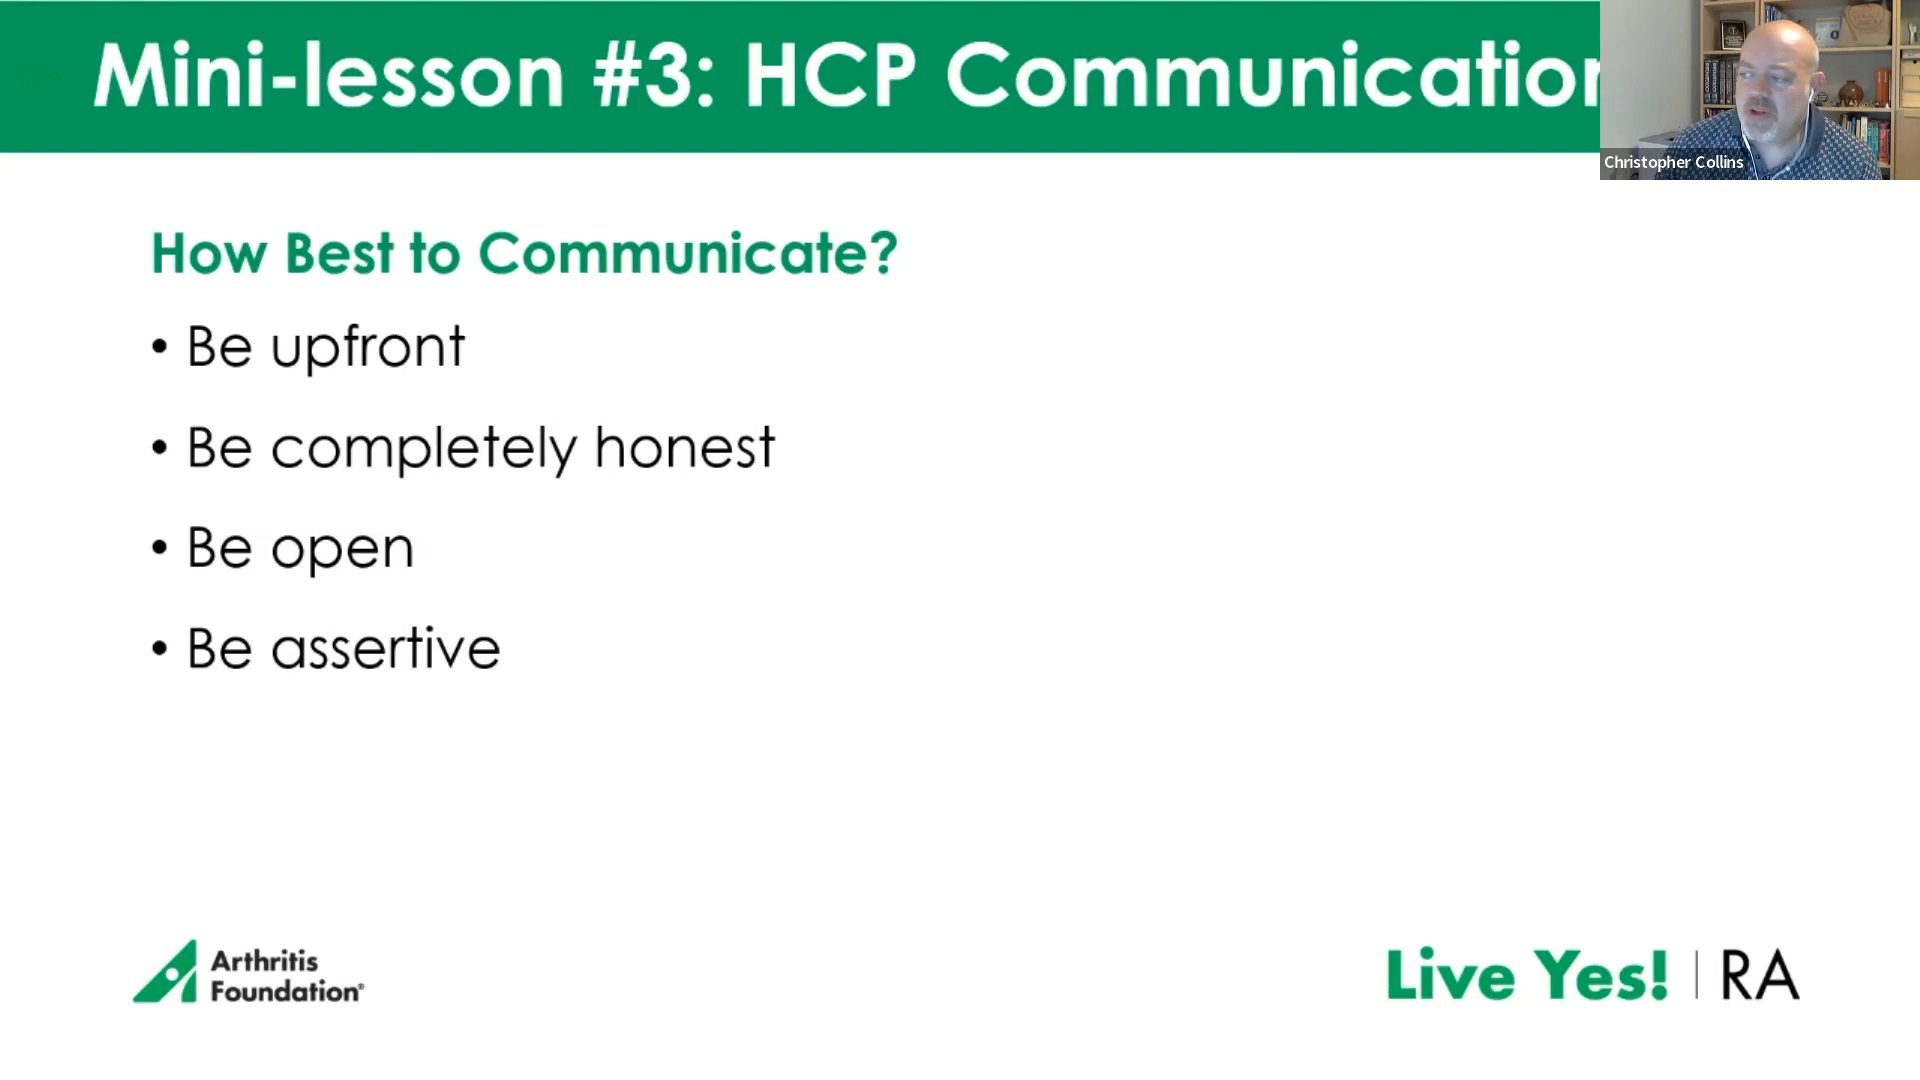 Mini-lesson #3: HCP Communication
Christopher Collins
How Best to Communicate?
• Be upfront
• Be completely honest
• Be open
• Be assertive
Arthritis
Foundation®
Live Yes! | RA